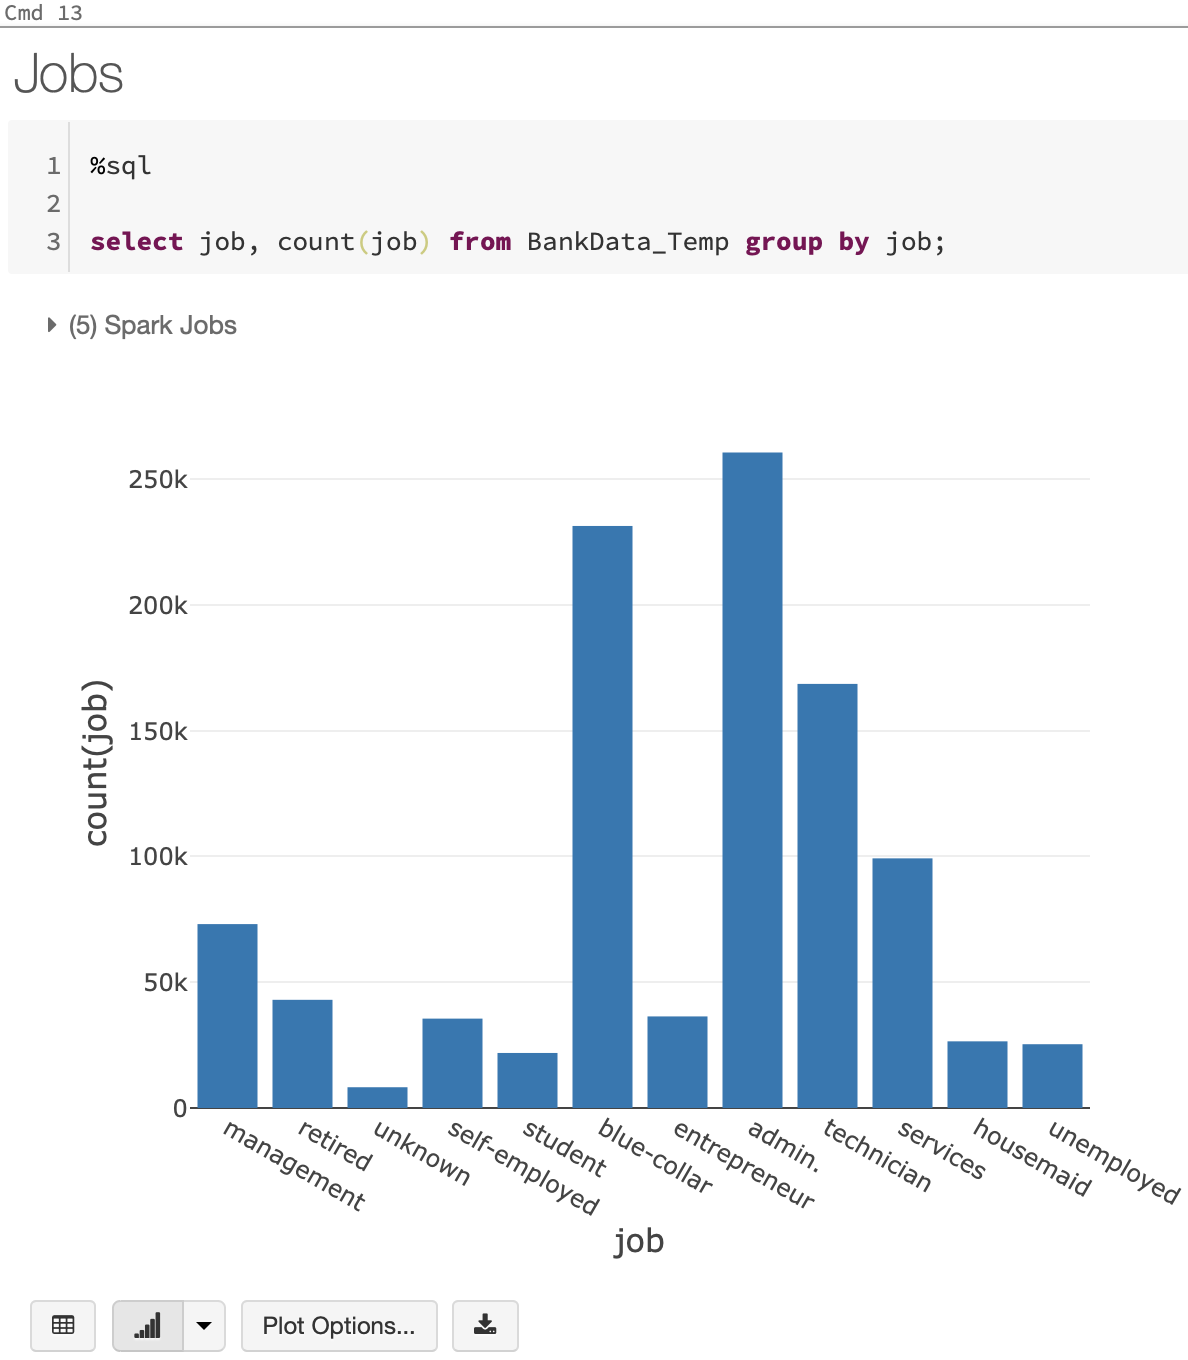 Cmd 13
Jobs
1 %sql
2
3 select job, count(job) from BankData_Temp group by job;
(5) Spark Jobs
250k
200k
150k
100k
50k
0
count(job)
management
retired
unknown
self-employed
student
blue-collar
entrepreneur
admin.
technician
services
housemaid
unemployed
job
Plot Options...